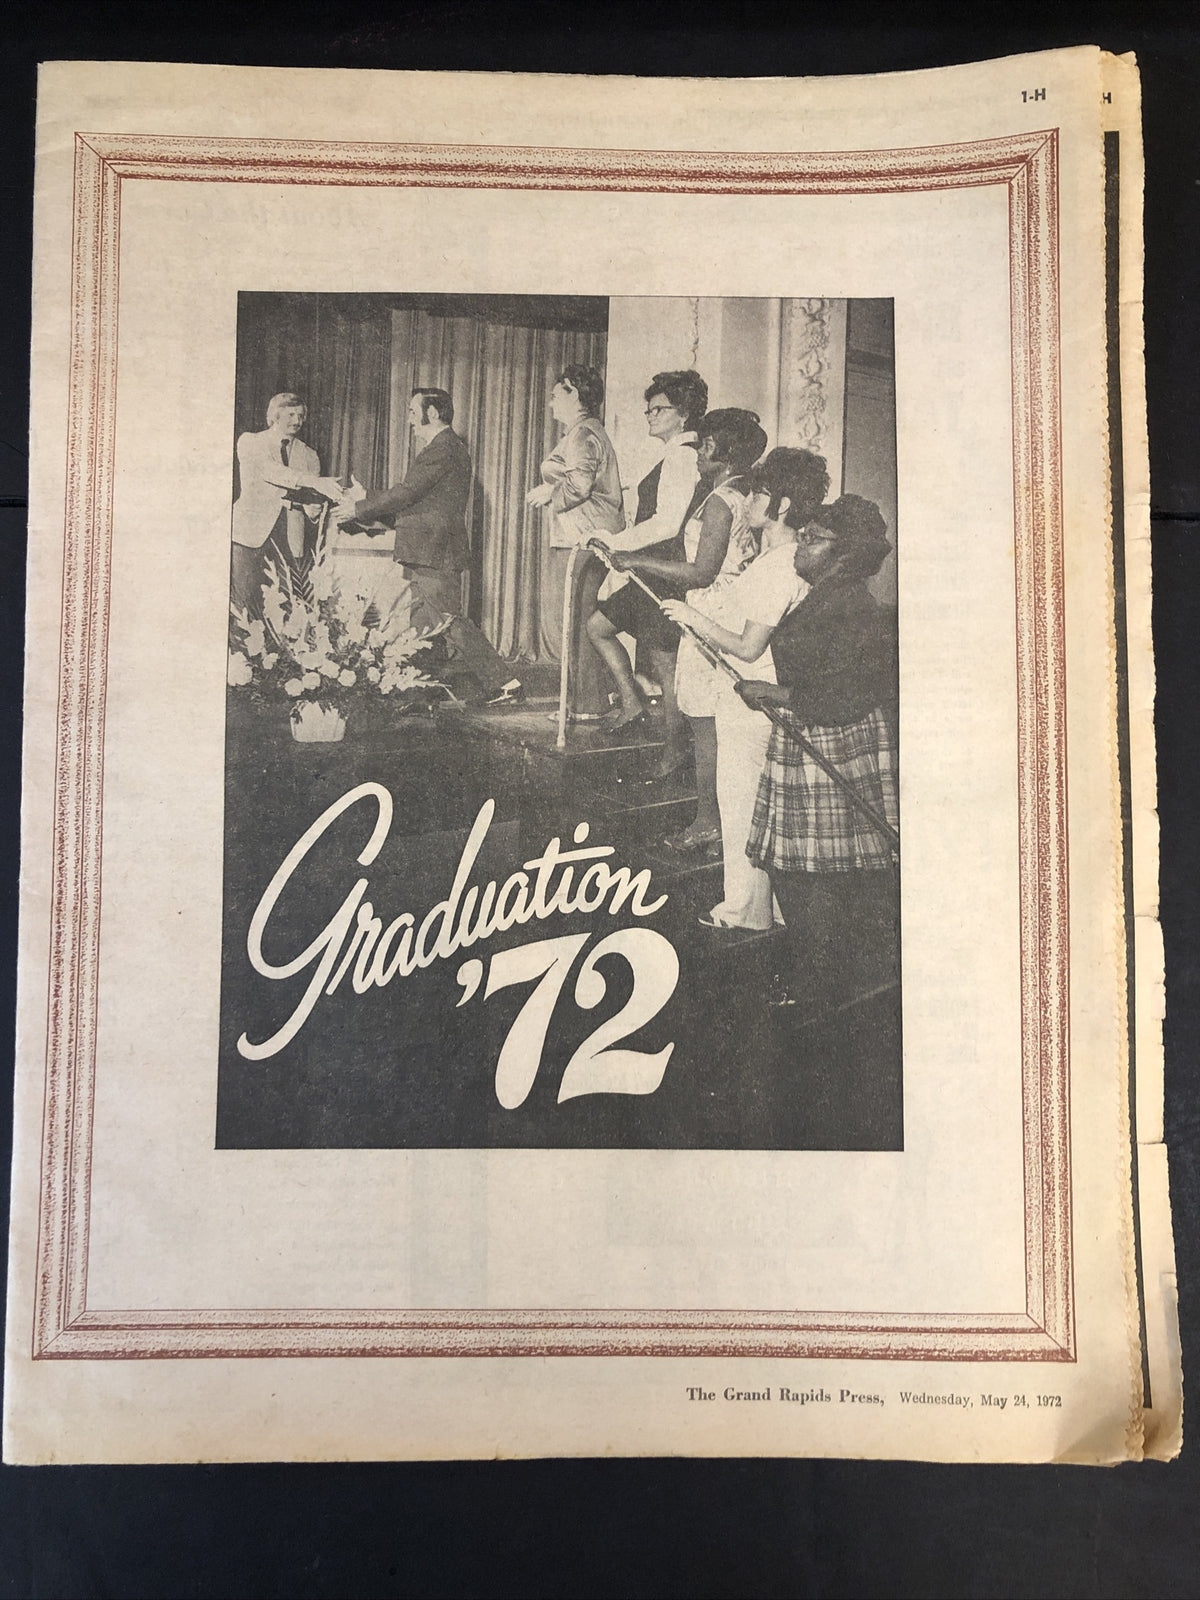 1-H
H
Graduation
'72
The Grand Rapids Press, Wednesday, May 24, 1972